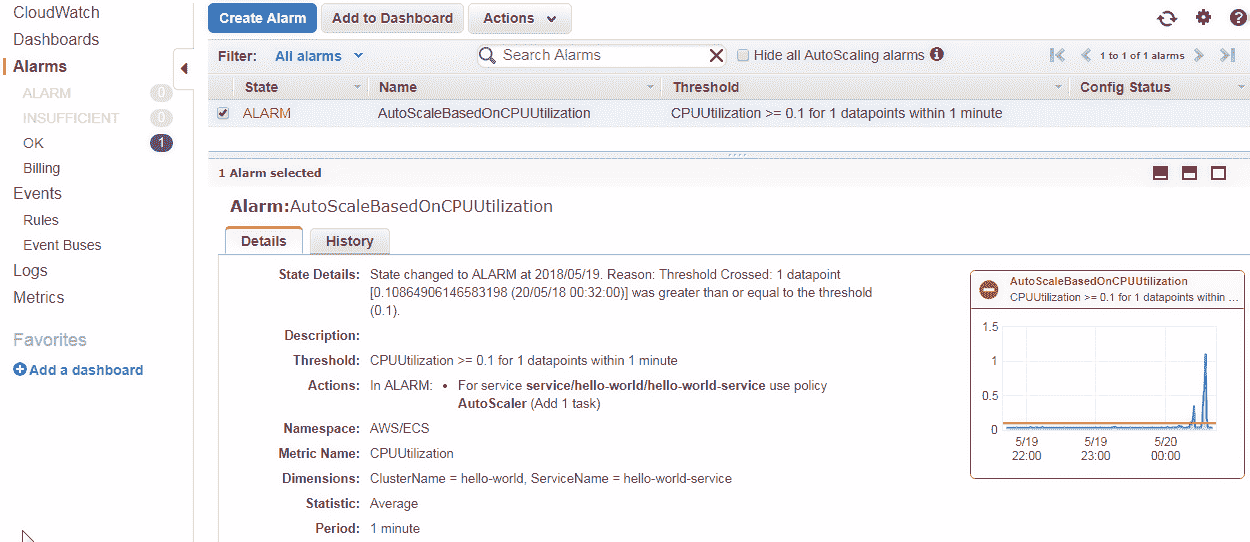 CloudWatch
Dashboards
Alarms
ALARM 0
INSUFFICIENT 0
OK 1
Billing
Events
Rules
Event Buses
Logs
Metrics
Favorites
Add a dashboard
Create Alarm Add to Dashboard Actions
Filter: All alarms Search Alarms Hide all AutoScaling alarms 1 to 1 of 1 alarms
State Name Threshold Config Status
ALARM AutoScaleBasedOnCPUUtilization CPUUtilization >= 0.1 for 1 datapoints within 1 minute
1 Alarm selected
Alarm:AutoScaleBasedOnCPUUtilization
Details History
State Details: State changed to ALARM at 2018/05/19. Reason: Threshold Crossed: 1 datapoint
[0.10864906146583198 (20/05/18 00:32:00)] was greater than or equal to the threshold
(0.1).
Description:
Threshold: CPUUtilization >= 0.1 for 1 datapoints within 1 minute
Actions: In ALARM: • For service service/hello-world/hello-world-service use policy
AutoScaler (Add 1 task)
Namespace: AWS/ECS
Metric Name: CPUUtilization
Dimensions: ClusterName = hello-world, ServiceName = hello-world-service
Statistic: Average
Period: 1 minute
AutoScaleBasedOnCPUUtilization
CPUUtilization >= 0.1 for 1 datapoints within ...
1.5
1
0.5
0
5/19 5/19 5/20
22:00 23:00 00:00